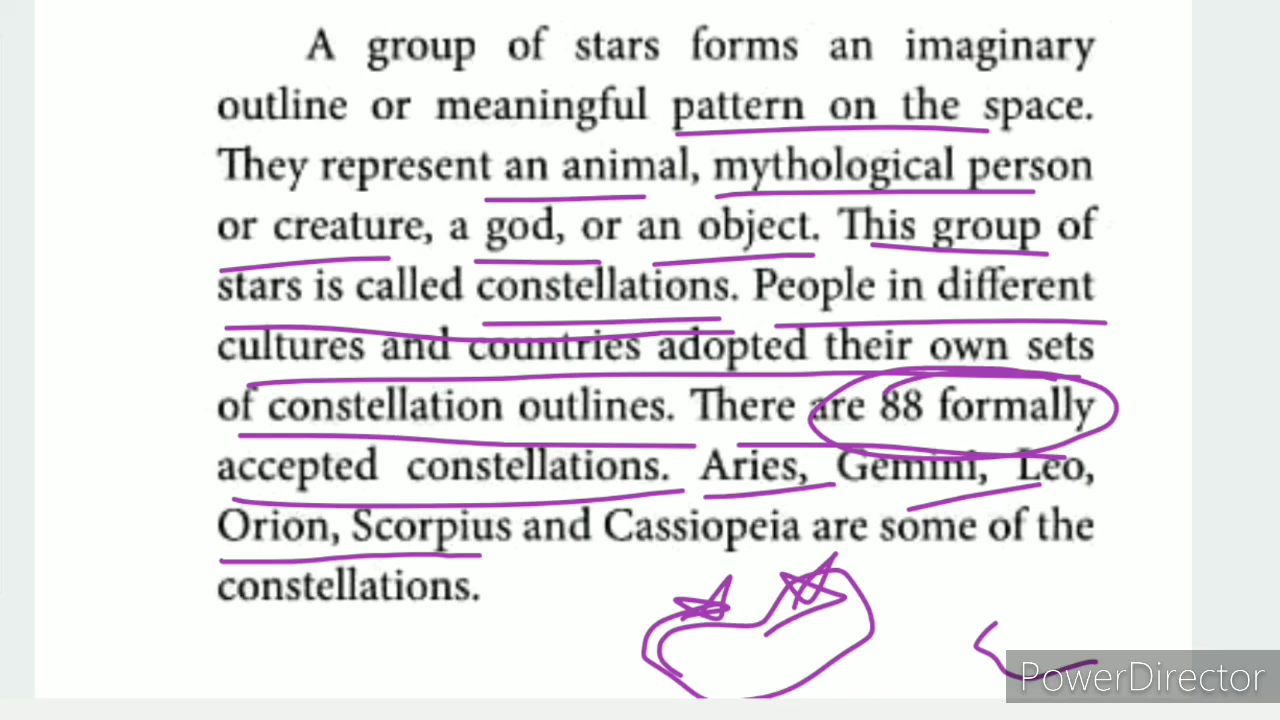 A group of stars forms an imaginary
outline or meaningful pattern on the space.
They represent an animal, mythological person
or creature, a god, or an object. This group of
stars is called constellations. People in different
cultures and countries adopted their own sets
of constellation outlines. There are 88 formally
accepted constellations. Aries, Gemini, Leo,
Orion, Scorpius and Cassiopeia are some of the
constellations.
PowerDirector